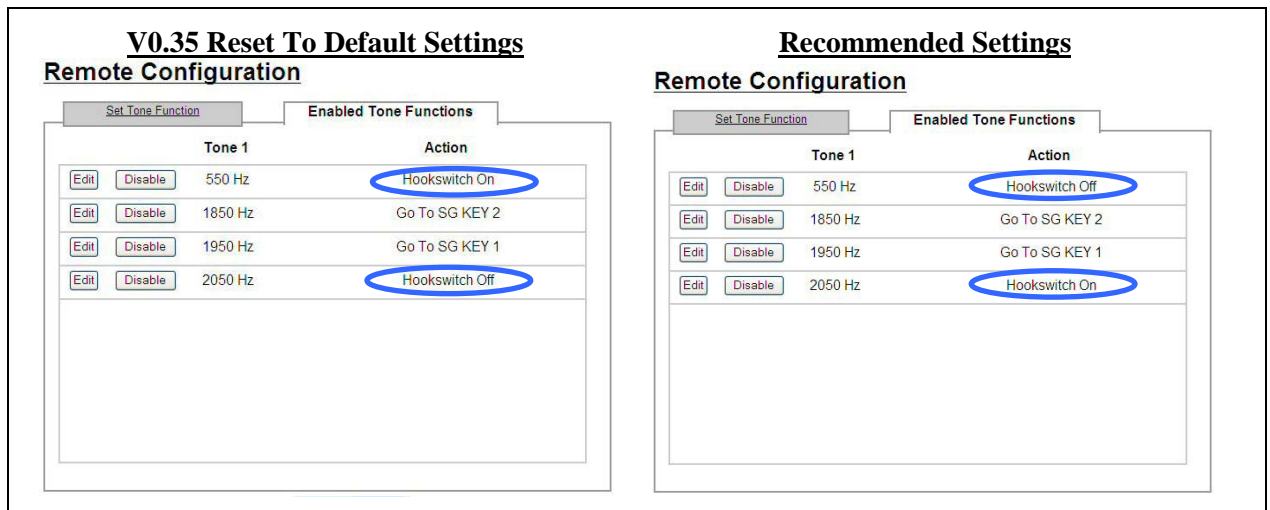 V0.35 Reset To Default Settings
Remote Configuration
Set Tone Function
Enabled Tone Functions
Tone 1 Action
Edit Disable 550 Hz Hookswitch On
Edit Disable 1850 Hz Go To SG KEY 2
Edit Disable 1950 Hz Go To SG KEY 1
Edit Disable 2050 Hz Hookswitch Off
Recommended Settings
Remote Configuration
Set Tone Function
Enabled Tone Functions
Tone 1 Action
Edit Disable 550 Hz Hookswitch Off
Edit Disable 1850 Hz Go To SG KEY 2
Edit Disable 1950 Hz Go To SG KEY 1
Edit Disable 2050 Hz Hookswitch On